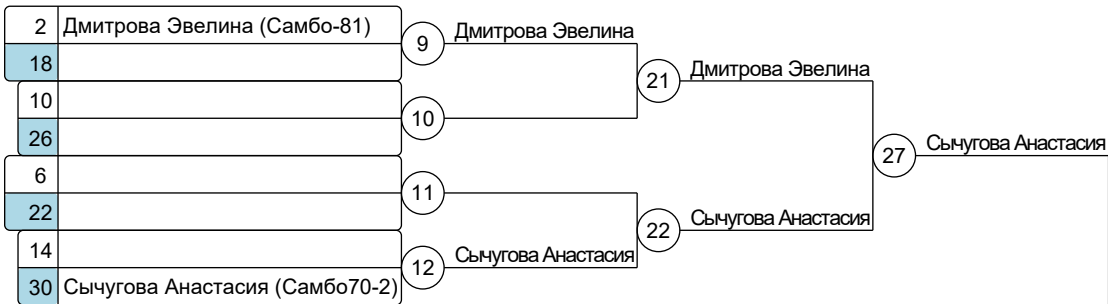 2 Дмитрова Эвелина (Самбо-81)
18
10
26
6
22
14
30 Сычугова Анастасия (Самбо70-2)
9 Дмитрова Эвелина
10
11
12 Сычугова Анастасия
21 Дмитрова Эвелина
22 Сычугова Анастасия
27 Сычугова Анастасия